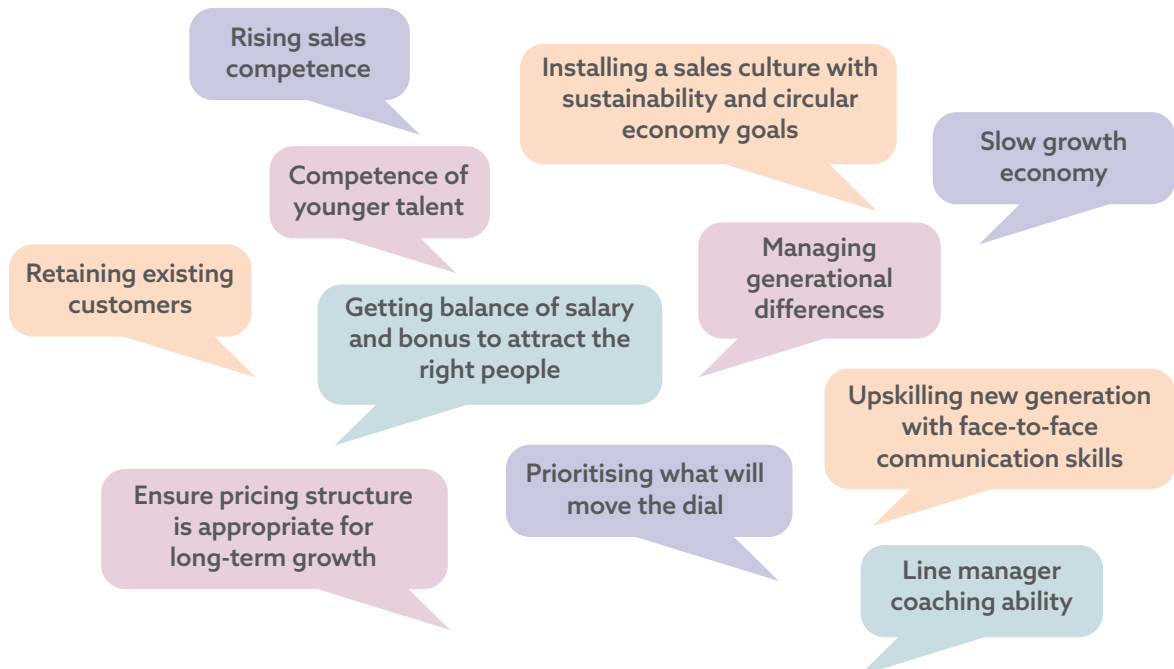 Rising sales
competence
Installing a sales culture with
sustainability and circular
economy goals
Slow growth
economy
Competence of
younger talent
Managing
generational
differences
Retaining existing
customers
Getting balance of salary
and bonus to attract the
right people
Upskilling new generation
with face-to-face
communication skills
Prioritising what will
move the dial
Ensure pricing structure
is appropriate for
long-term growth
Line manager
coaching ability